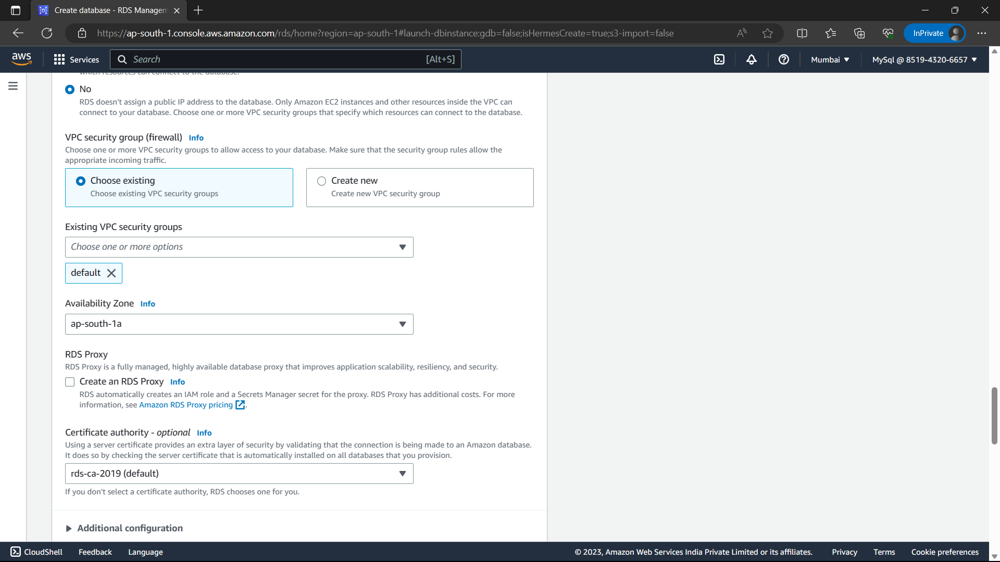 Create database - RDS Managem
https://ap-south-1.console.aws.amazon.com/rds/home?region=ap-south-1#launch-dbinstance:gdb=false;isHermesCreate=true;s3-import=false
InPrivate
aws
Services
Search
[Alt+S]
Mumbai
MySql @ 8519-4320-6657
which resources can connect to the database.
No
RDS doesn't assign a public IP address to the database. Only Amazon EC2 instances and other resources inside the VPC can
connect to your database. Choose one or more VPC security groups that specify which resources can connect to the database.
VPC security group (firewall) Info
Choose one or more VPC security groups to allow access to your database. Make sure that the security group rules allow the
appropriate incoming traffic.
Choose existing
Choose existing VPC security groups
Create new
Create new VPC security group
Existing VPC security groups
Choose one or more options
default
Availability Zone Info
ap-south-1a
RDS Proxy
RDS Proxy is a fully managed, highly available database proxy that improves application scalability, resiliency, and security.
Create an RDS Proxy Info
RDS automatically creates an IAM role and a Secrets Manager secret for the proxy. RDS Proxy has additional costs. For more
information, see Amazon RDS Proxy pricing.
Certificate authority - optional Info
Using a server certificate provides an extra layer of security by validating that the connection is being made to an Amazon database.
It does so by checking the server certificate that is automatically installed on all databases that you provision.
rds-ca-2019 (default)
If you don't select a certificate authority, RDS chooses one for you.
Additional configuration
CloudShell Feedback Language
© 2023, Amazon Web Services India Private Limited or its affiliates. Privacy Terms Cookie preferences